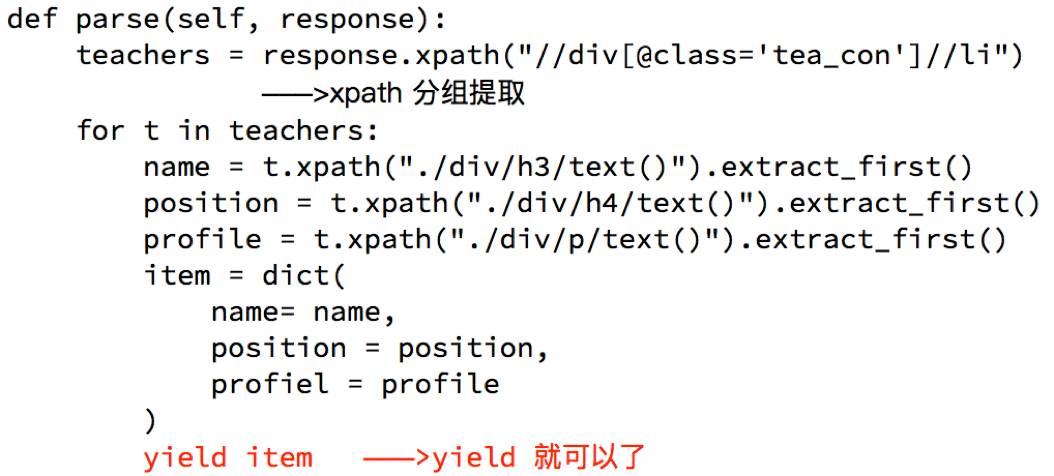 def parse(self, response):
    teachers = response.xpath("//div[@class='tea_con']//li")
               ——>xpath 分组提取
    for t in teachers:
        name = t.xpath("./div/h3/text()").extract_first()
        position = t.xpath("./div/h4/text()").extract_first()
        profile = t.xpath("./div/p/text()").extract_first()
        item = dict(
            name= name,
            position = position,
            profiel = profile
        )
        yield item   ——>yield 就可以了